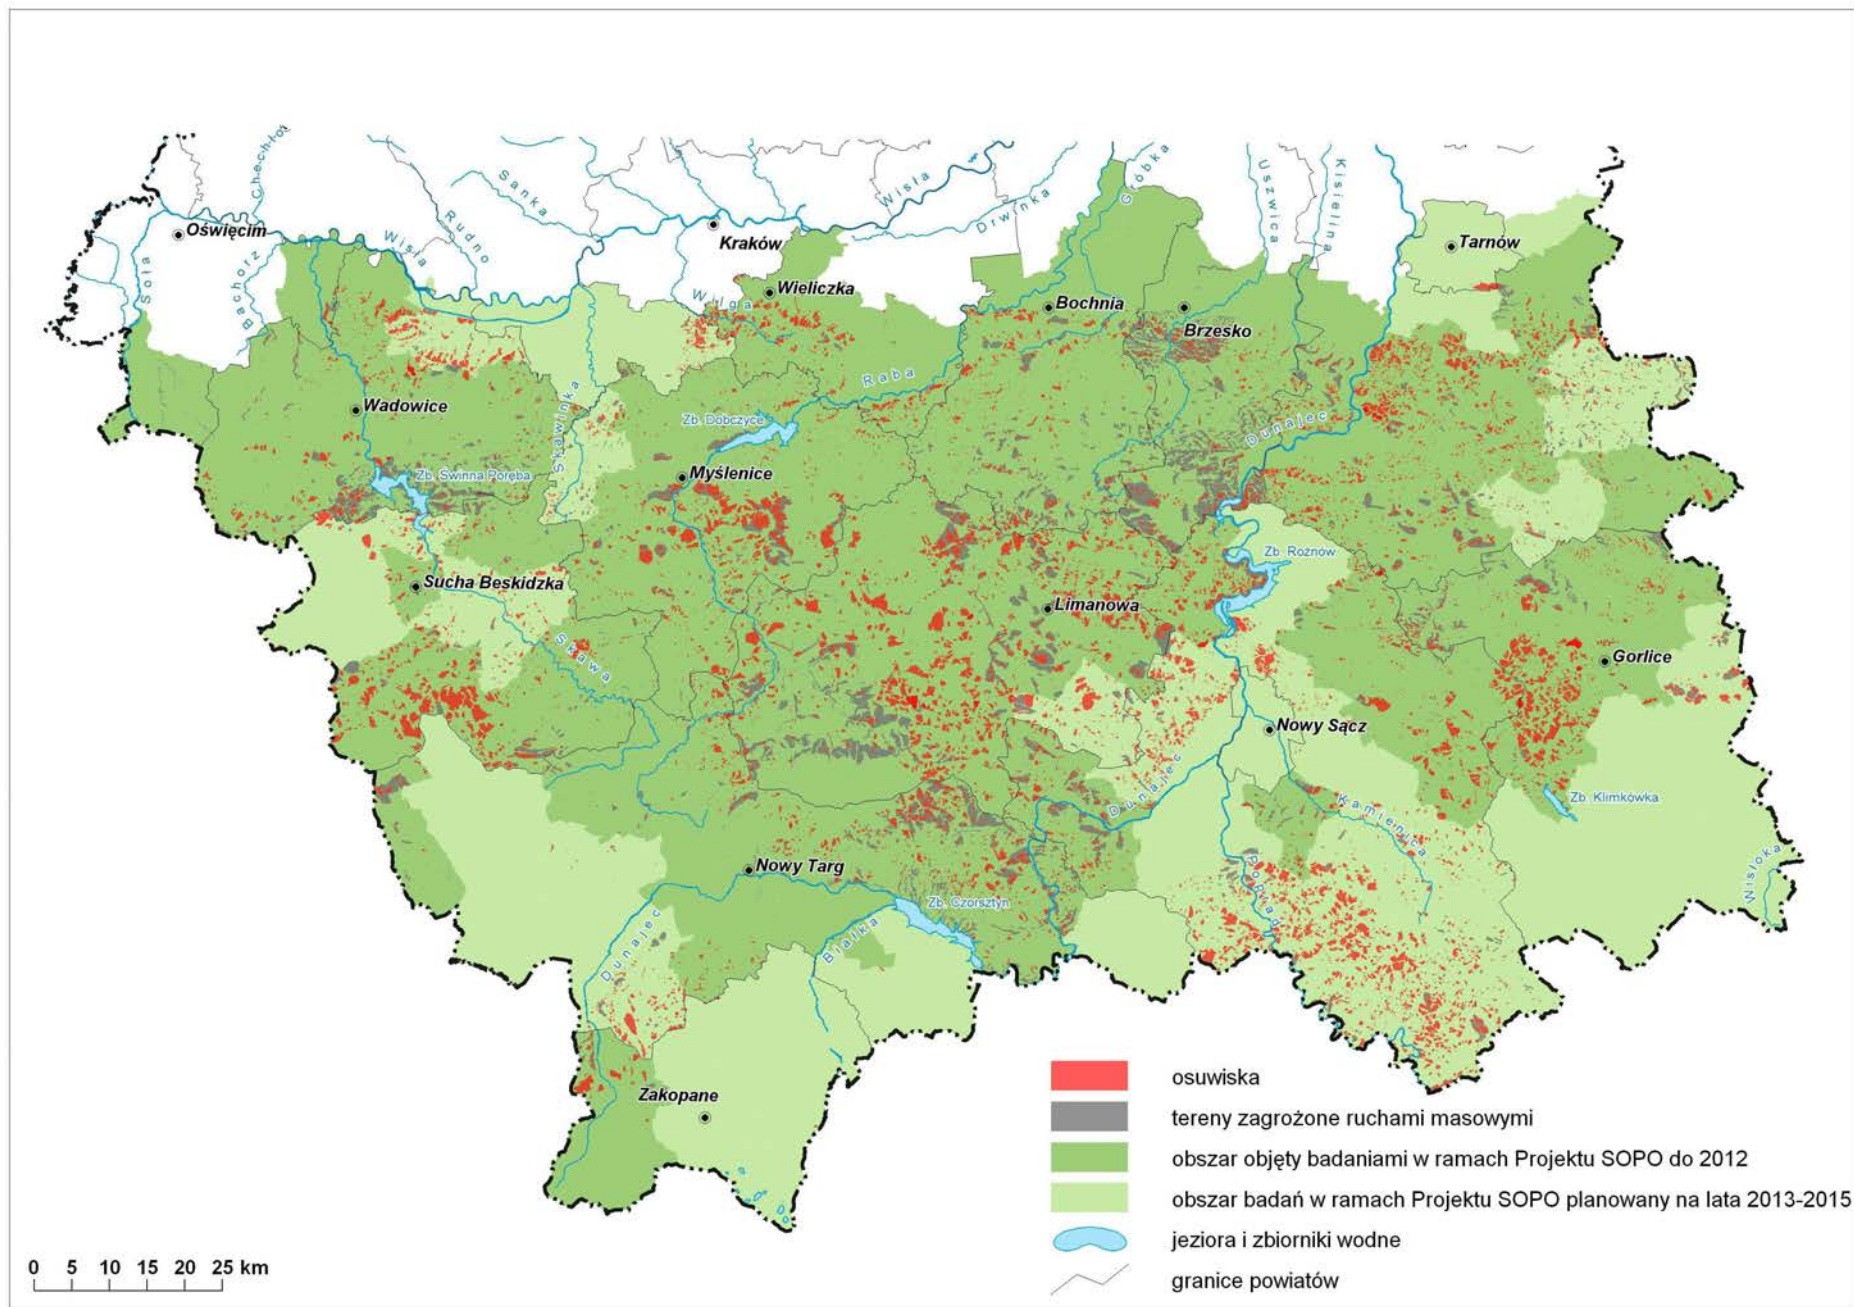 Chechło
Sanka
Rudno
Wisła
Drwinka
Gróbka
Uszwica
Kisielina
Oświęcim
Wisła
Kraków
Tarnów
Soła
Bachorz
Wilga
Wieliczka
Bochnia
Brzesko
Raba
Wadowice
Skawinka
Zb. Dobczyce
Dunajec
Zb. Świnna Poręba
Myślenice
Zb. Rożnów
Sucha Beskidzka
Limanowa
Skawa
Gorlice
Nowy Sącz
Dunajec
Kamienica
Zb. Klimkówka
Nowy Targ
Poprad
Wisłoka
Zb. Czorsztyn
Białka
Dunajec
Zakopane
osuwiska
tereny zagrożone ruchami masowymi
obszar objęty badaniami w ramach Projektu SOPO do 2012
obszar badań w ramach Projektu SOPO planowany na lata 2013-2015
jeziora i zbiorniki wodne
granice powiatów
0 5 10 15 20 25 km